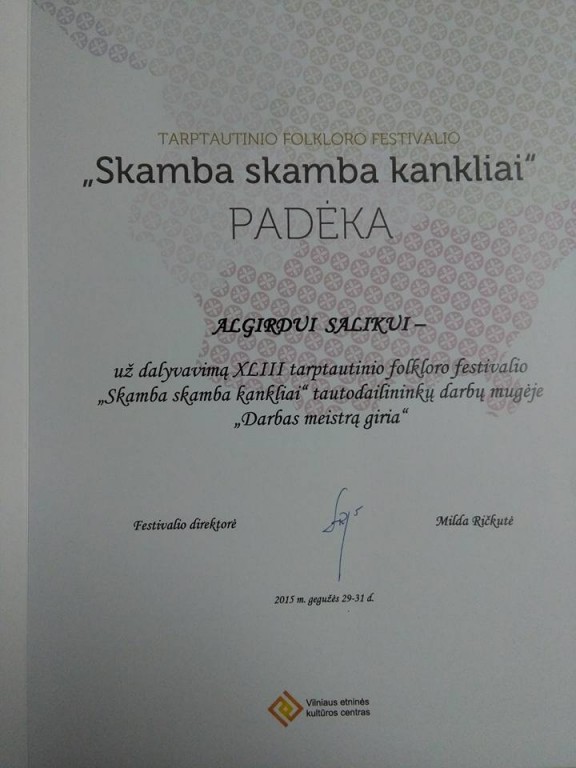 TARPTAUTINIO FOLKLORO FESTIVALIO
„Skamba skamba kankliai“
PADĖKA
ALGIRDUI SALIKUI –
už dalyvavimą XLIII tarptautinio folkloro festivalio
„Skamba skamba kankliai“ tautodailininkų darbų mugėje
„Darbas meistrą giria“
Festivalio direktorė
Milda Ričkutė
2015 m. gegužės 29-31 d.
Vilniaus etninės
kultūros centras